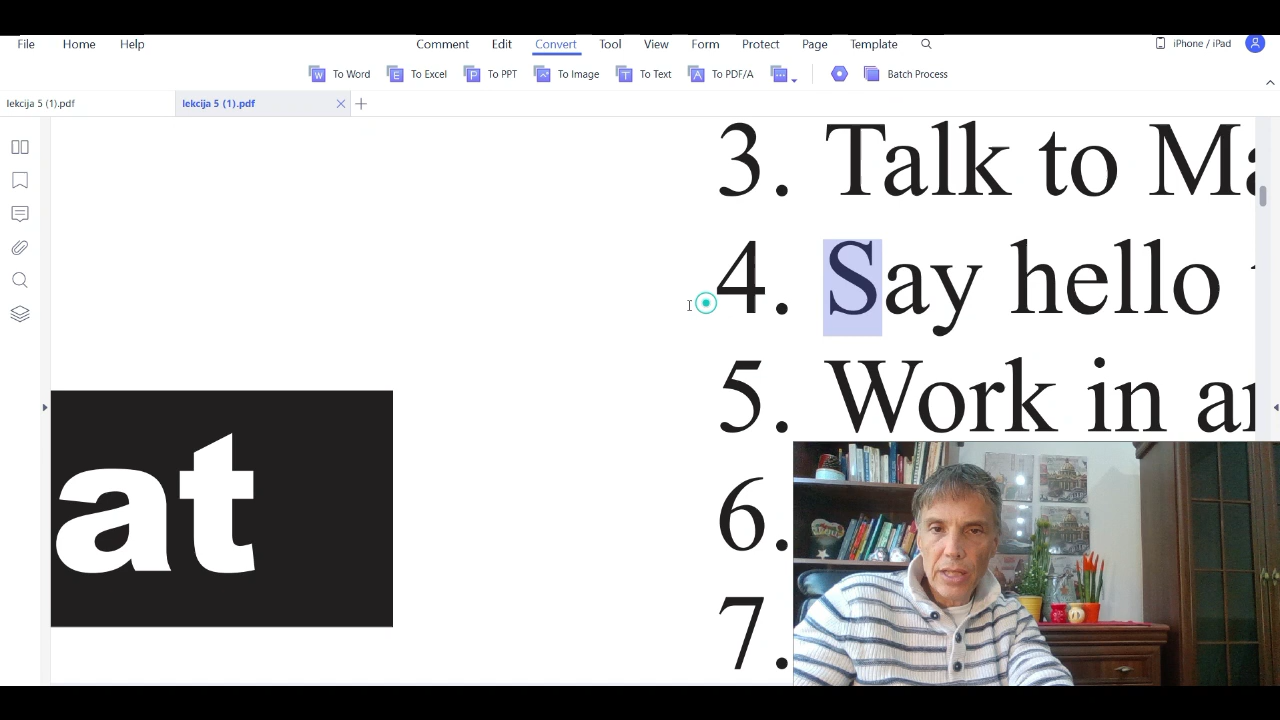 File Home Help Comment Edit Convert Tool View Form Protect Page Template iPhone / iPad
To Word To Excel To PPT To Image To Text To PDF/A Batch Process
lekcija 5 (1).pdf lekcija 5 (1).pdf
3. Talk to Ma
4. Say hello
5. Work in
at
6.
7.